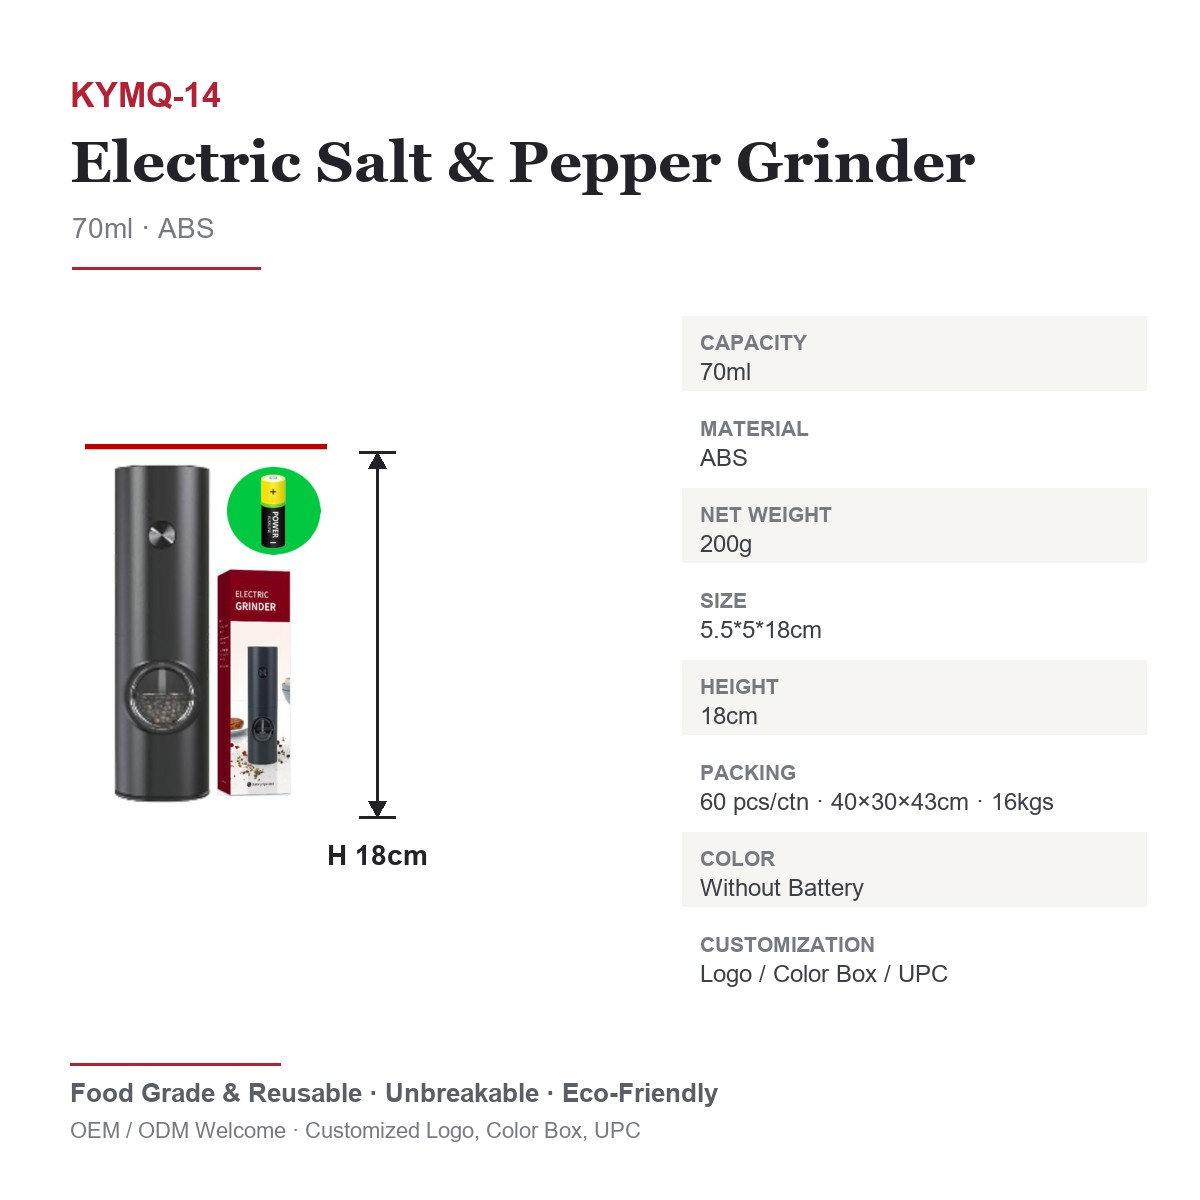 KYMQ-14
Electric Salt & Pepper Grinder
70ml · ABS
CAPACITY
70ml
MATERIAL
ABS
NET WEIGHT
200g
SIZE
5.5*5*18cm
HEIGHT
18cm
PACKING
60 pcs/ctn · 40×30×43cm · 16kgs
COLOR
Without Battery
CUSTOMIZATION
Logo / Color Box / UPC
+
POWER
ELECTRIC
GRINDER
H 18cm
Food Grade & Reusable · Unbreakable · Eco-Friendly
OEM / ODM Welcome · Customized Logo, Color Box, UPC